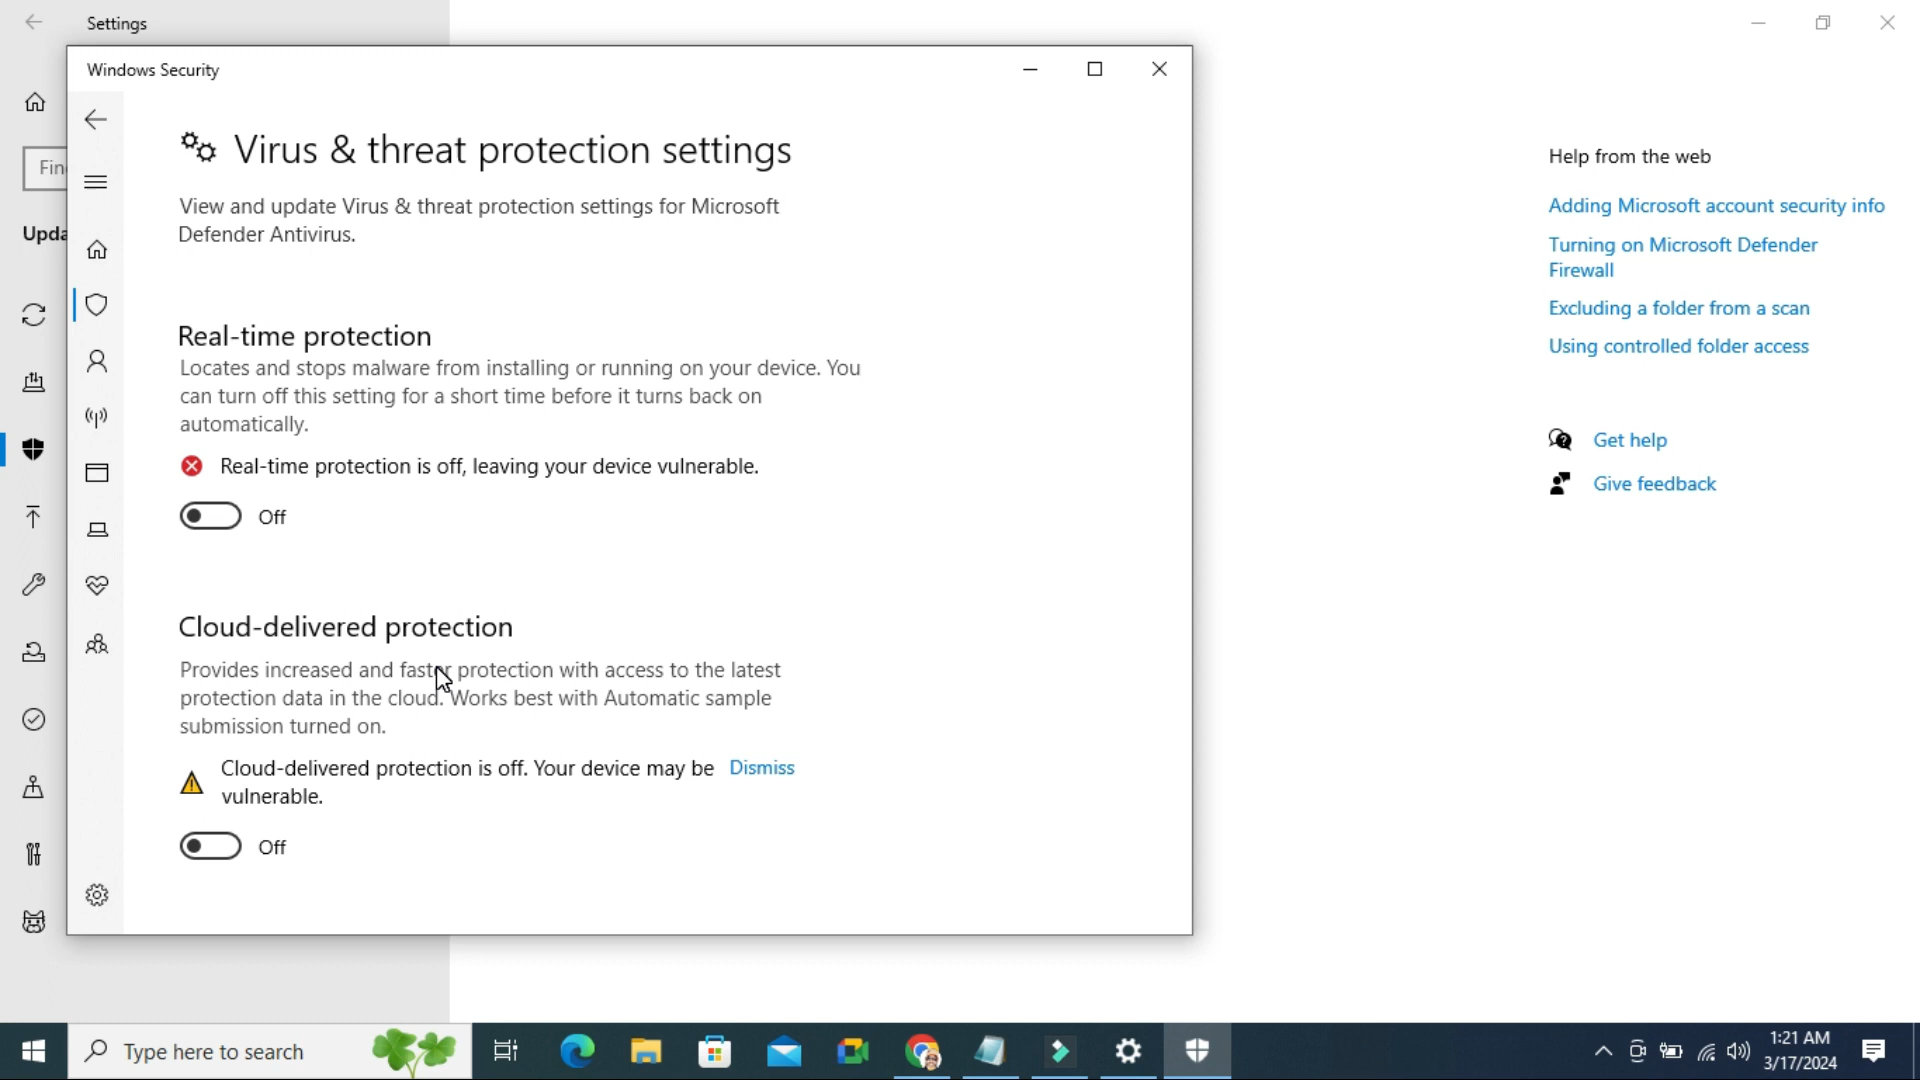 Settings
Windows Security
Fin
Upda
Virus & threat protection settings
View and update Virus & threat protection settings for Microsoft
Defender Antivirus.
Real-time protection
Locates and stops malware from installing or running on your device. You
can turn off this setting for a short time before it turns back on
automatically.
Real-time protection is off, leaving your device vulnerable.
Off
Cloud-delivered protection
Provides increased and faster protection with access to the latest
protection data in the cloud. Works best with Automatic sample
submission turned on.
Cloud-delivered protection is off. Your device may be Dismiss
vulnerable.
Off
Help from the web
Adding Microsoft account security info
Turning on Microsoft Defender
Firewall
Excluding a folder from a scan
Using controlled folder access
Get help
Give feedback
Type here to search
1:21 AM
3/17/2024